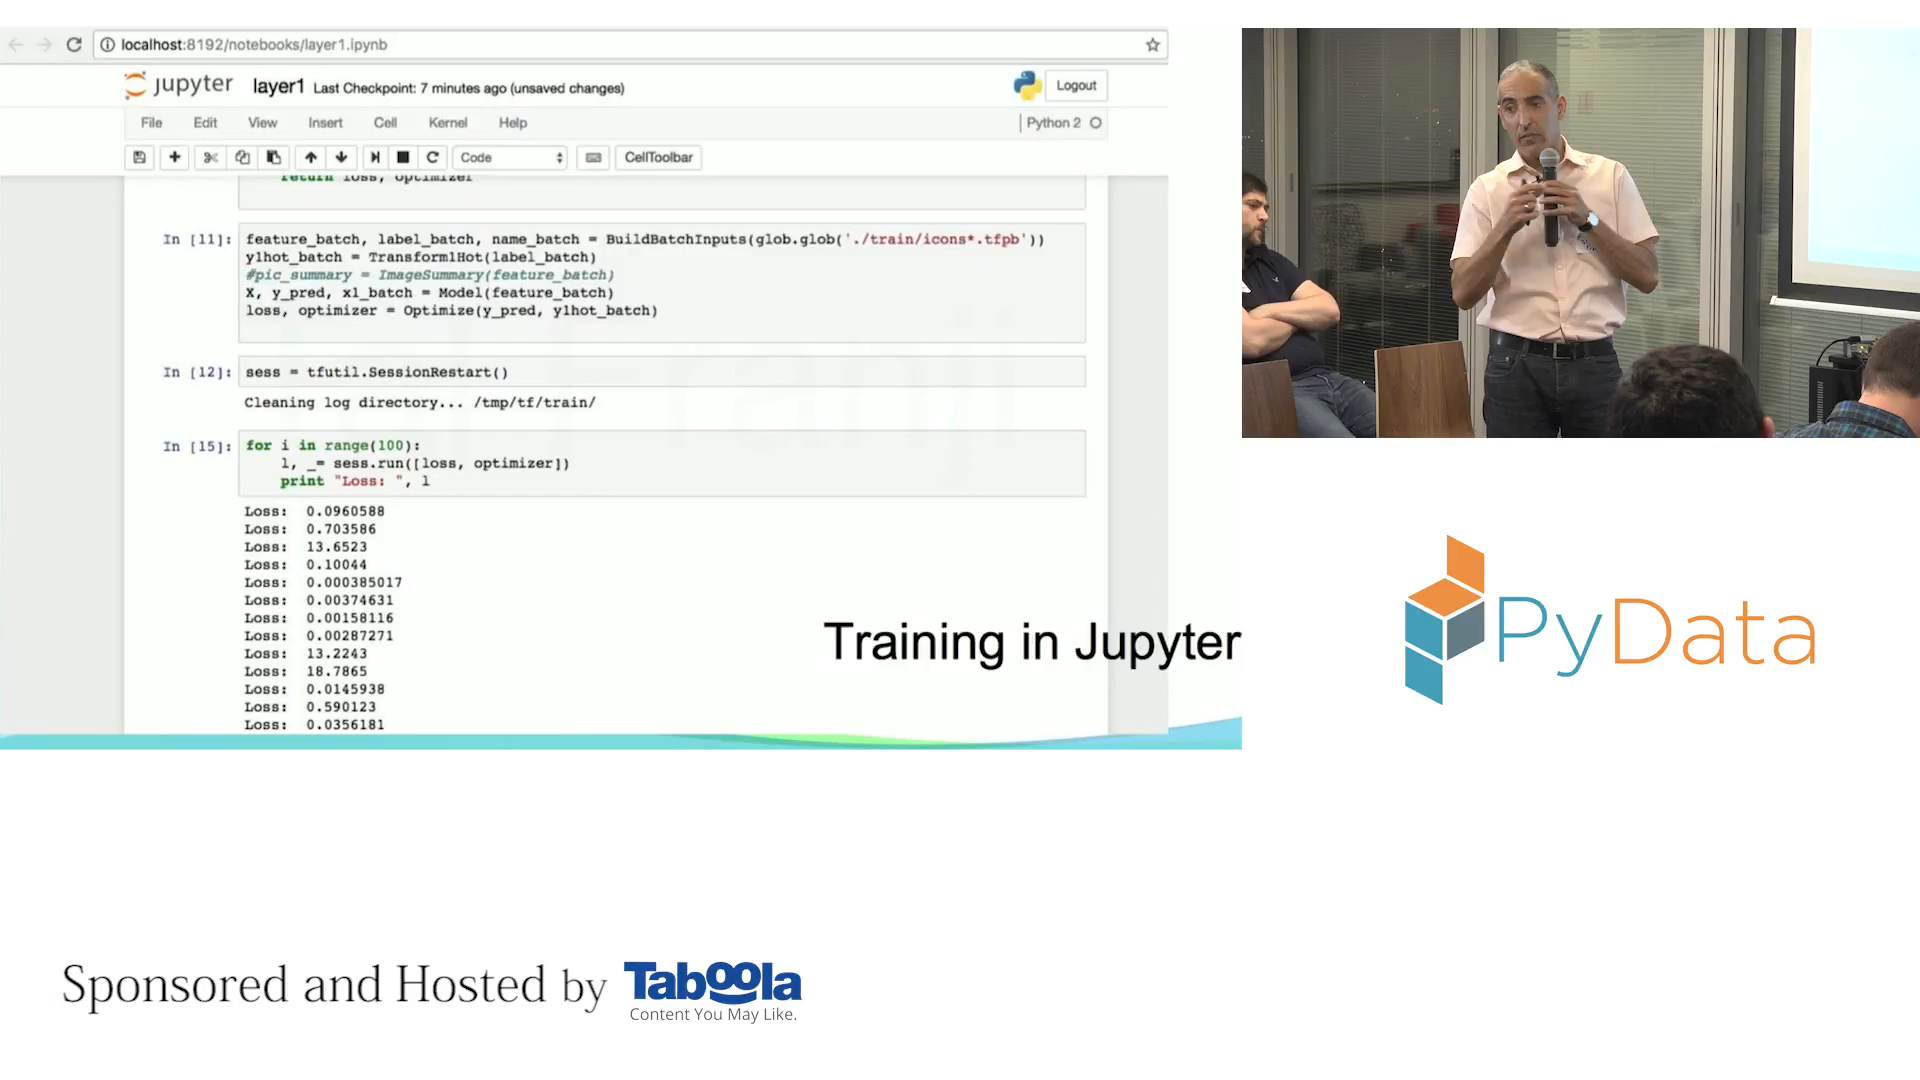 localhost:8192/notebooks/layer1.ipynb
jupyter layer1 Last Checkpoint: 7 minutes ago (unsaved changes)
Logout
File Edit View Insert Cell Kernel Help
Python 2
Code
CellToolbar
return loss, optimizer
In [11]: feature_batch, label_batch, name_batch = BuildBatchInputs(glob.glob('./train/icons*.tfpb'))
y1hot_batch = Transform1Hot(label_batch)
#pic_summary = ImageSummary(feature_batch)
X, y_pred, x1_batch = Model(feature_batch)
loss, optimizer = Optimize(y_pred, y1hot_batch)
In [12]: sess = tfutil.SessionRestart()
Cleaning log directory... /tmp/tf/train/
In [15]: for i in range(100):
l, _= sess.run([loss, optimizer])
print "Loss: ", l
Loss: 0.0960588
Loss: 0.703586
Loss: 13.6523
Loss: 0.10044
Loss: 0.000385017
Loss: 0.00374631
Loss: 0.00158116
Loss: 0.00287271
Loss: 13.2243
Loss: 18.7865
Loss: 0.0145938
Loss: 0.590123
Loss: 0.0356181
Training in Jupyter
PyData
Sponsored and Hosted by Taboola
Content You May Like.